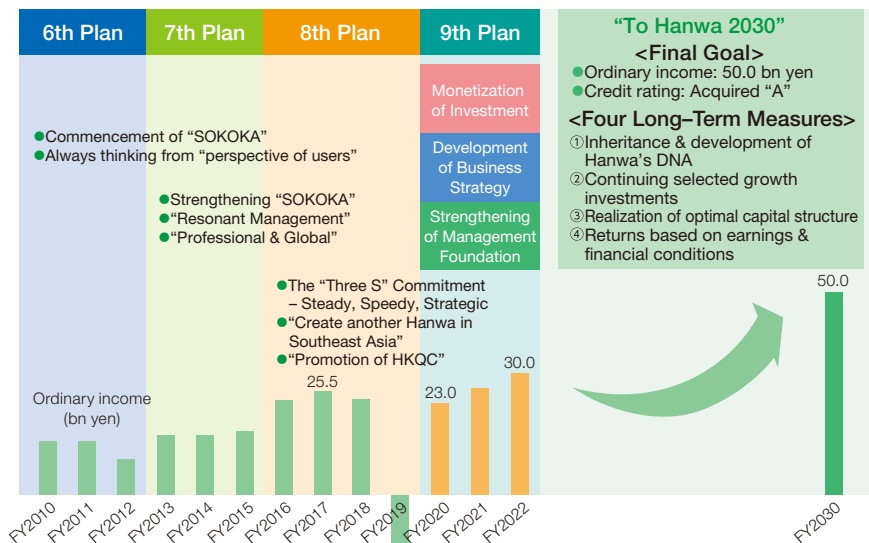 6th Plan
7th Plan
8th Plan
9th Plan
●Commencement of “SOKOKA”
●Always thinking from “perspective of users”
●Strengthening “SOKOKA”
●“Resonant Management”
●“Professional & Global”
●The “Three S” Commitment
– Steady, Speedy, Strategic
●“Create another Hanwa in
Southeast Asia”
●“Promotion of HKQC”
Monetization
of Investment
Development
of Business
Strategy
Strengthening
of Management
Foundation
“To Hanwa 2030”
<Final Goal>
●Ordinary income: 50.0 bn yen
●Credit rating: Acquired “A”
<Four Long–Term Measures>
①Inheritance & development of
Hanwa’s DNA
②Continuing selected growth
investments
③Realization of optimal capital structure
④Returns based on earnings &
financial conditions
Ordinary income
(bn yen)
25.5
23.0
30.0
50.0
FY2010
FY2011
FY2012
FY2013
FY2014
FY2015
FY2016
FY2017
FY2018
FY2019
FY2020
FY2021
FY2022
FY2030